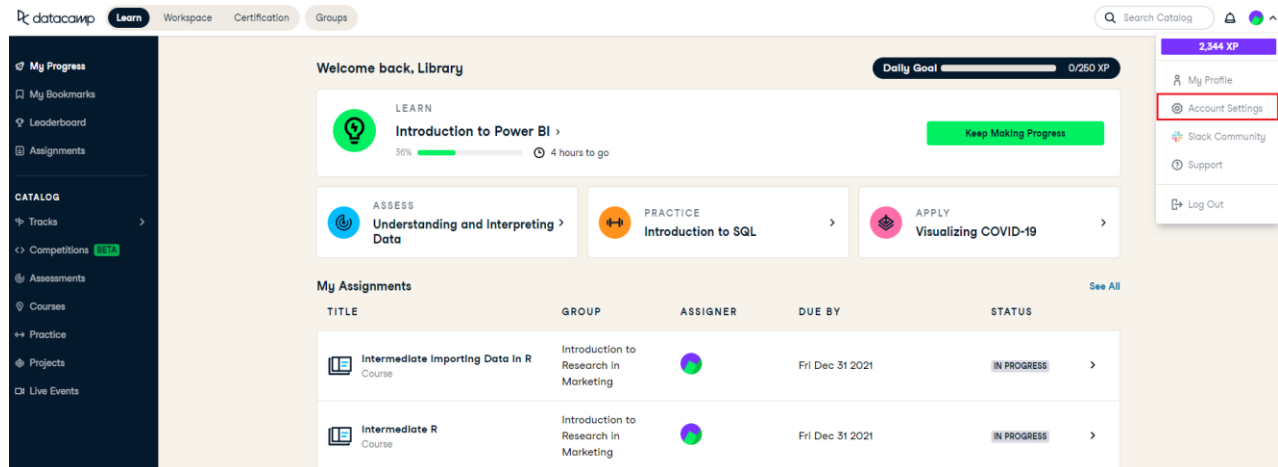 datacamp Learn Workspace Certification Groups Search Catalog
2,344 XP
My Profile
Account Settings
Slack Community
Support
Log Out
My Progress
My Bookmarks
Leaderboard
Assignments
CATALOG
Tracks
Competitions BETA
Assessments
Courses
Practice
Projects
Live Events
Welcome back, Library
Daily Goal 0/250 XP
LEARN
Introduction to Power BI
36% 4 hours to go
Keep Making Progress
ASSESS
Understanding and Interpreting
Data
PRACTICE
Introduction to SQL
APPLY
Visualizing COVID-19
My Assignments See All
TITLE GROUP ASSIGNER DUE BY STATUS
Intermediate Importing Data in R
Course
Introduction to
Research in
Marketing
Fri Dec 31 2021
IN PROGRESS
Intermediate R
Course
Introduction to
Research in
Marketing
Fri Dec 31 2021
IN PROGRESS